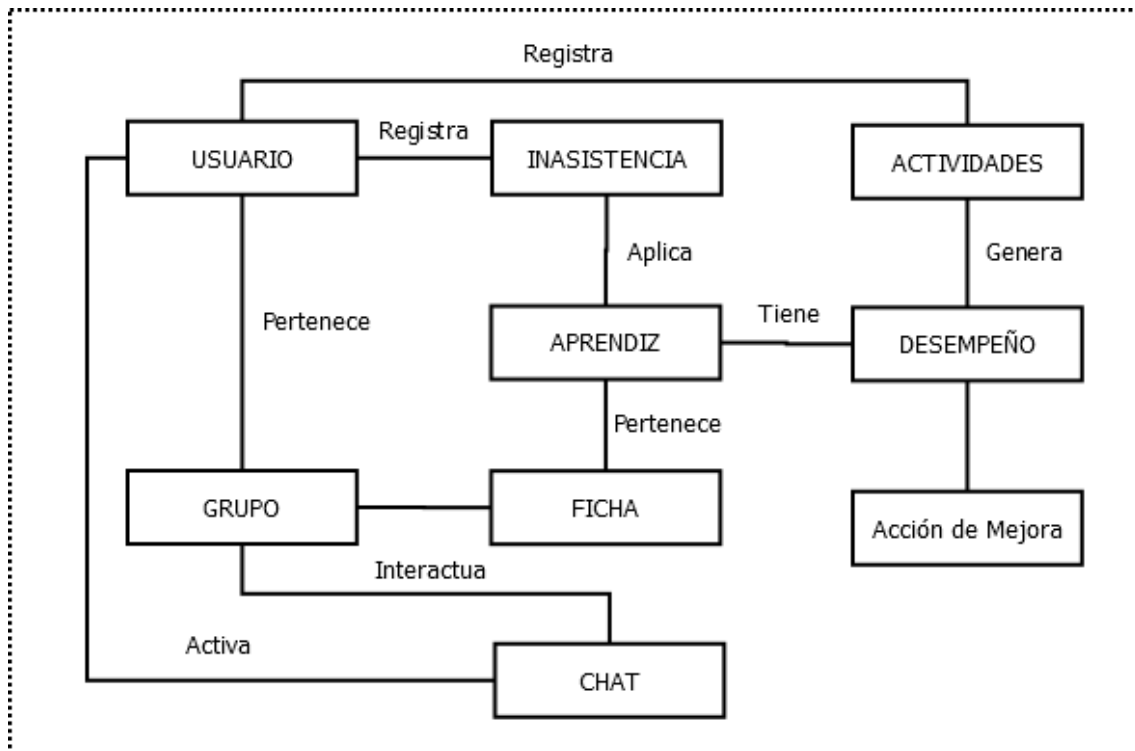 Registra
USUARIO
Registra
INASISTENCIA
ACTIVIDADES
Aplica
Genera
Pertenece
APRENDIZ
Tiene
DESEMPEÑO
Pertenece
GRUPO
FICHA
Acción de Mejora
Interactua
Activa
CHAT